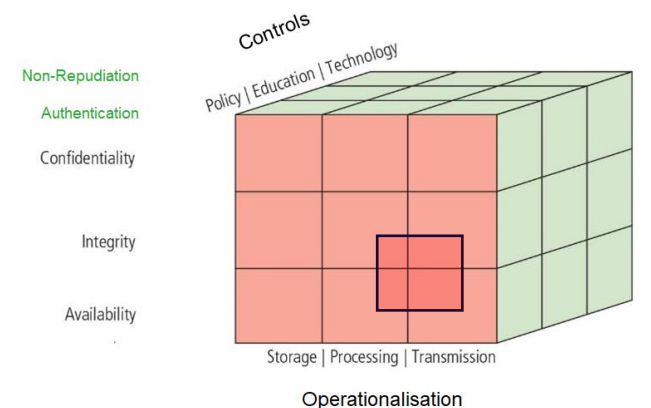 Controls
Policy | Education | Technology
Non-Repudiation
Authentication
Confidentiality
Integrity
Availability
Storage | Processing | Transmission
Operationalisation